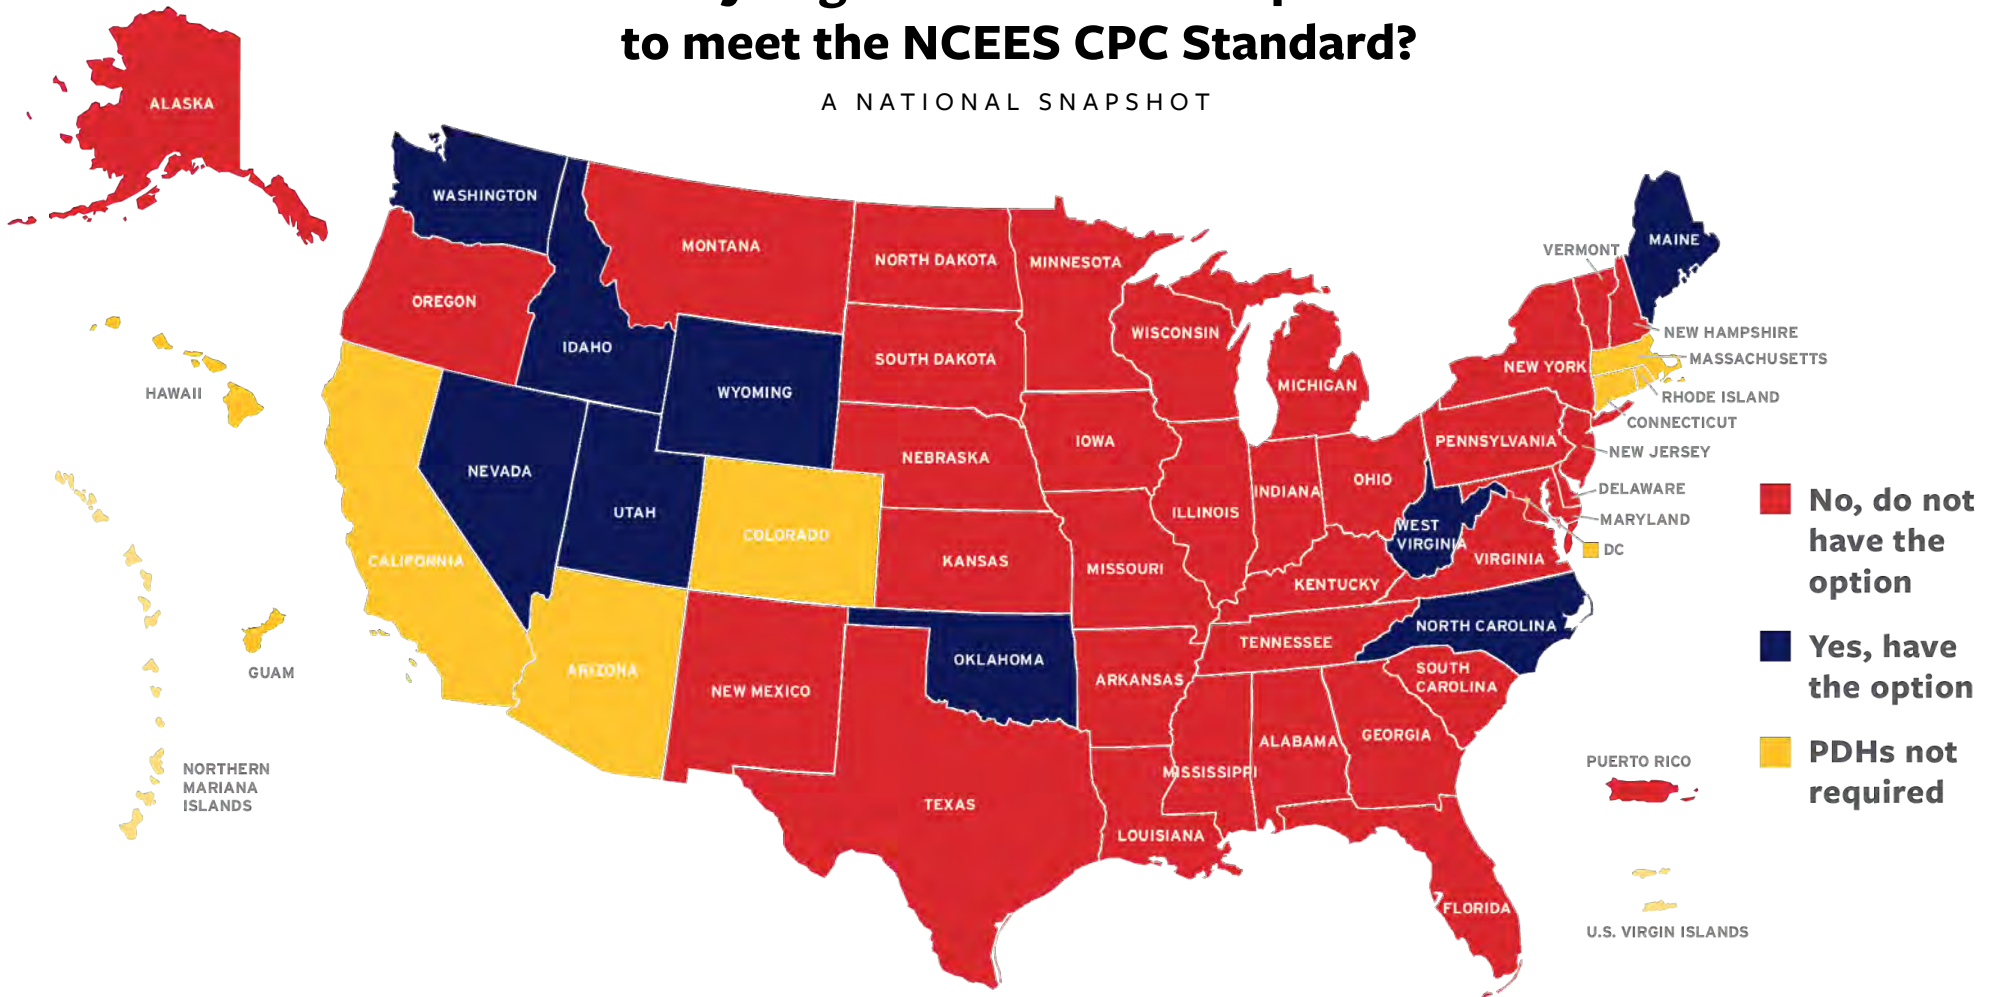 to meet the NCEES CPC Standard?
A NATIONAL SNAPSHOT
ALASKA
WASHINGTON
MONTANA
NORTH DAKOTA
MINNESOTA
VERMONT
MAINE
OREGON
IDAHO
WYOMING
SOUTH DAKOTA
WISCONSIN
MICHIGAN
NEW YORK
NEW HAMPSHIRE
MASSACHUSETTS
RHODE ISLAND
CONNECTICUT
NEW JERSEY
HAWAII
NEVADA
UTAH
COLORADO
NEBRASKA
IOWA
ILLINOIS
INDIANA
OHIO
PENNSYLVANIA
DELAWARE
MARYLAND
DC
CALIFORNIA
KANSAS
MISSOURI
KENTUCKY
WEST
VIRGINIA
VIRGINIA
GUAM
ARIZONA
NEW MEXICO
OKLAHOMA
ARKANSAS
TENNESSEE
NORTH CAROLINA
SOUTH
CAROLINA
NORTHERN
MARIANA
ISLANDS
TEXAS
LOUISIANA
MISSISSIPPI
ALABAMA
GEORGIA
FLORIDA
PUERTO RICO
U.S. VIRGIN ISLANDS
No, do not
have the
option
Yes, have
the option
PDHs not
required